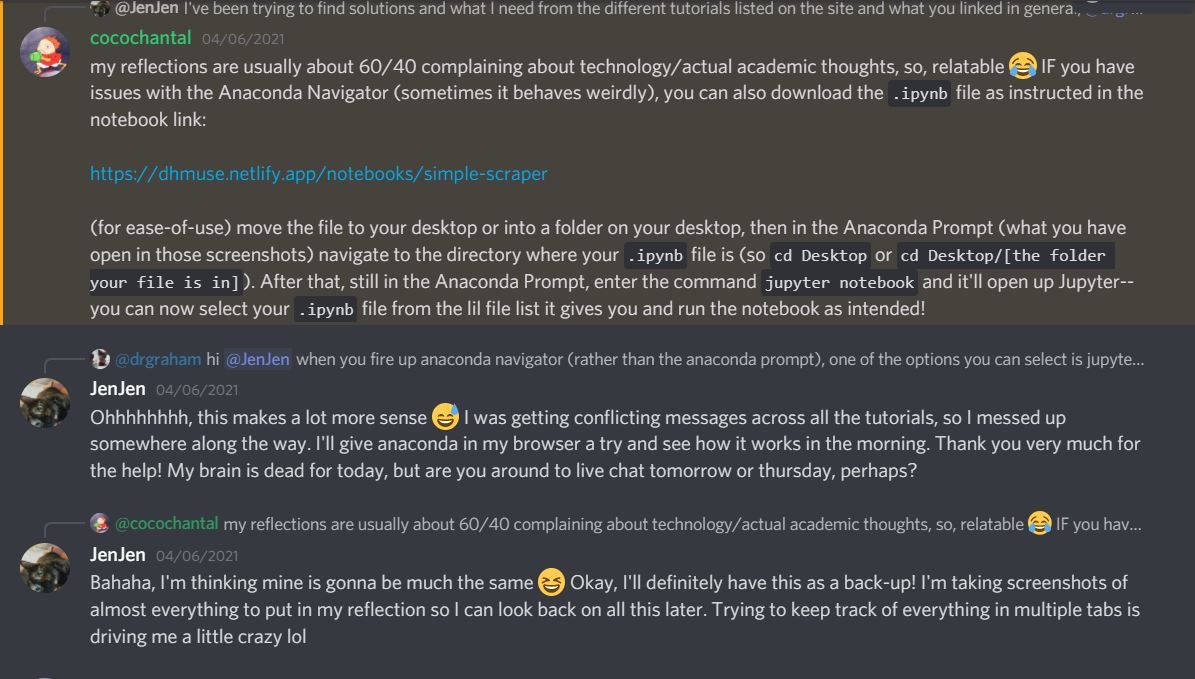 @JenJen I've been trying to find solutions and what I need from the different tutorials listed on the site and what you linked in general,
cocochantal 04/06/2021
my reflections are usually about 60/40 complaining about technology/actual academic thoughts, so, relatable 😂 IF you have
issues with the Anaconda Navigator (sometimes it behaves weirdly), you can also download the .ipynb file as instructed in the
notebook link:
https://dhmuse.netlify.app/notebooks/simple-scraper
(for ease-of-use) move the file to your desktop or into a folder on your desktop, then in the Anaconda Prompt (what you have
open in those screenshots) navigate to the directory where your .ipynb file is (so cd Desktop or cd Desktop/[the folder
your file is in]). After that, still in the Anaconda Prompt, enter the command jupyter notebook and it'll open up Jupyter--
you can now select your .ipynb file from the lil file list it gives you and run the notebook as intended!
@drgraham hi @JenJen when you fire up anaconda navigator (rather than the anaconda prompt), one of the options you can select is jupyte...
JenJen 04/06/2021
Ohhhhhhhh, this makes a lot more sense 😅 I was getting conflicting messages across all the tutorials, so I messed up
somewhere along the way. I'll give anaconda in my browser a try and see how it works in the morning. Thank you very much for
the help! My brain is dead for today, but are you around to live chat tomorrow or thursday, perhaps?
@cocochantal my reflections are usually about 60/40 complaining about technology/actual academic thoughts, so, relatable 😂 IF you hav...
JenJen 04/06/2021
Bahaha, I'm thinking mine is gonna be much the same 😆 Okay, I'll definitely have this as a back-up! I'm taking screenshots of
almost everything to put in my reflection so I can look back on all this later. Trying to keep track of everything in multiple tabs is
driving me a little crazy lol